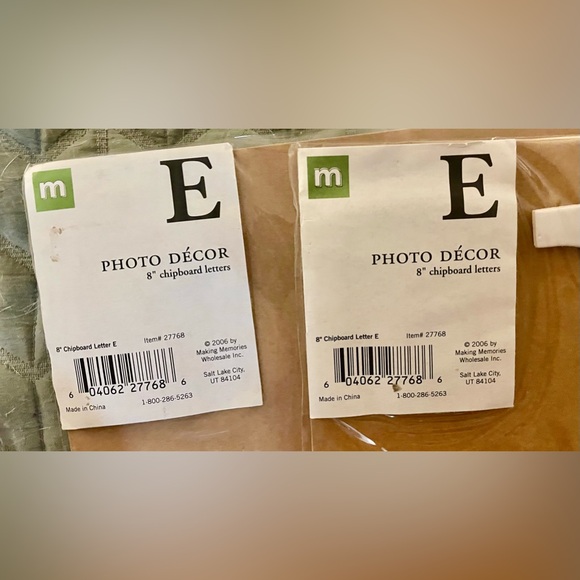 m
E
PHOTO DÉCOR
8" chipboard letters
8" Chipboard Letter E
Item# 27768
6 04062 27768 6
Made in China
1-800-286-5263
© 2006 by
Making Memories
Wholesale Inc.
Salt Lake City,
UT 84104
m
E
PHOTO DÉCOR
8" chipboard letters
8" Chipboard Letter E
Item# 27768
6 04062 27768 6
Made in China
1-800-286-5263
© 2006 by
Making Memories
Wholesale Inc.
Salt Lake City,
UT 84104